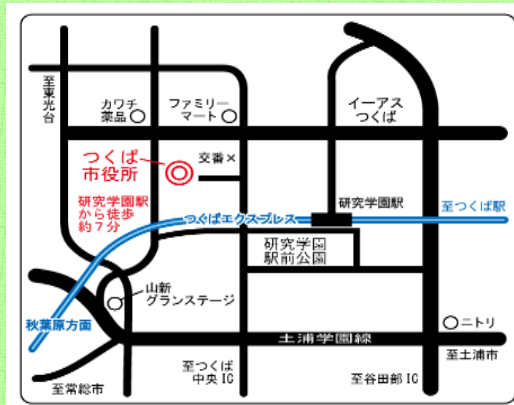 至東光台
カワチ
薬品
ファミリー
マート
イーアス
つくば
つくば
市役所
交番
研究学園駅
から徒歩
約7分
研究学園駅
至つくば駅
つくばエクスプレス
研究学園
駅前公園
山新
グランステージ
秋葉原方面
ニトリ
土浦学園線
至土浦市
至つくば
中央IC
至谷田部IC
至常総市